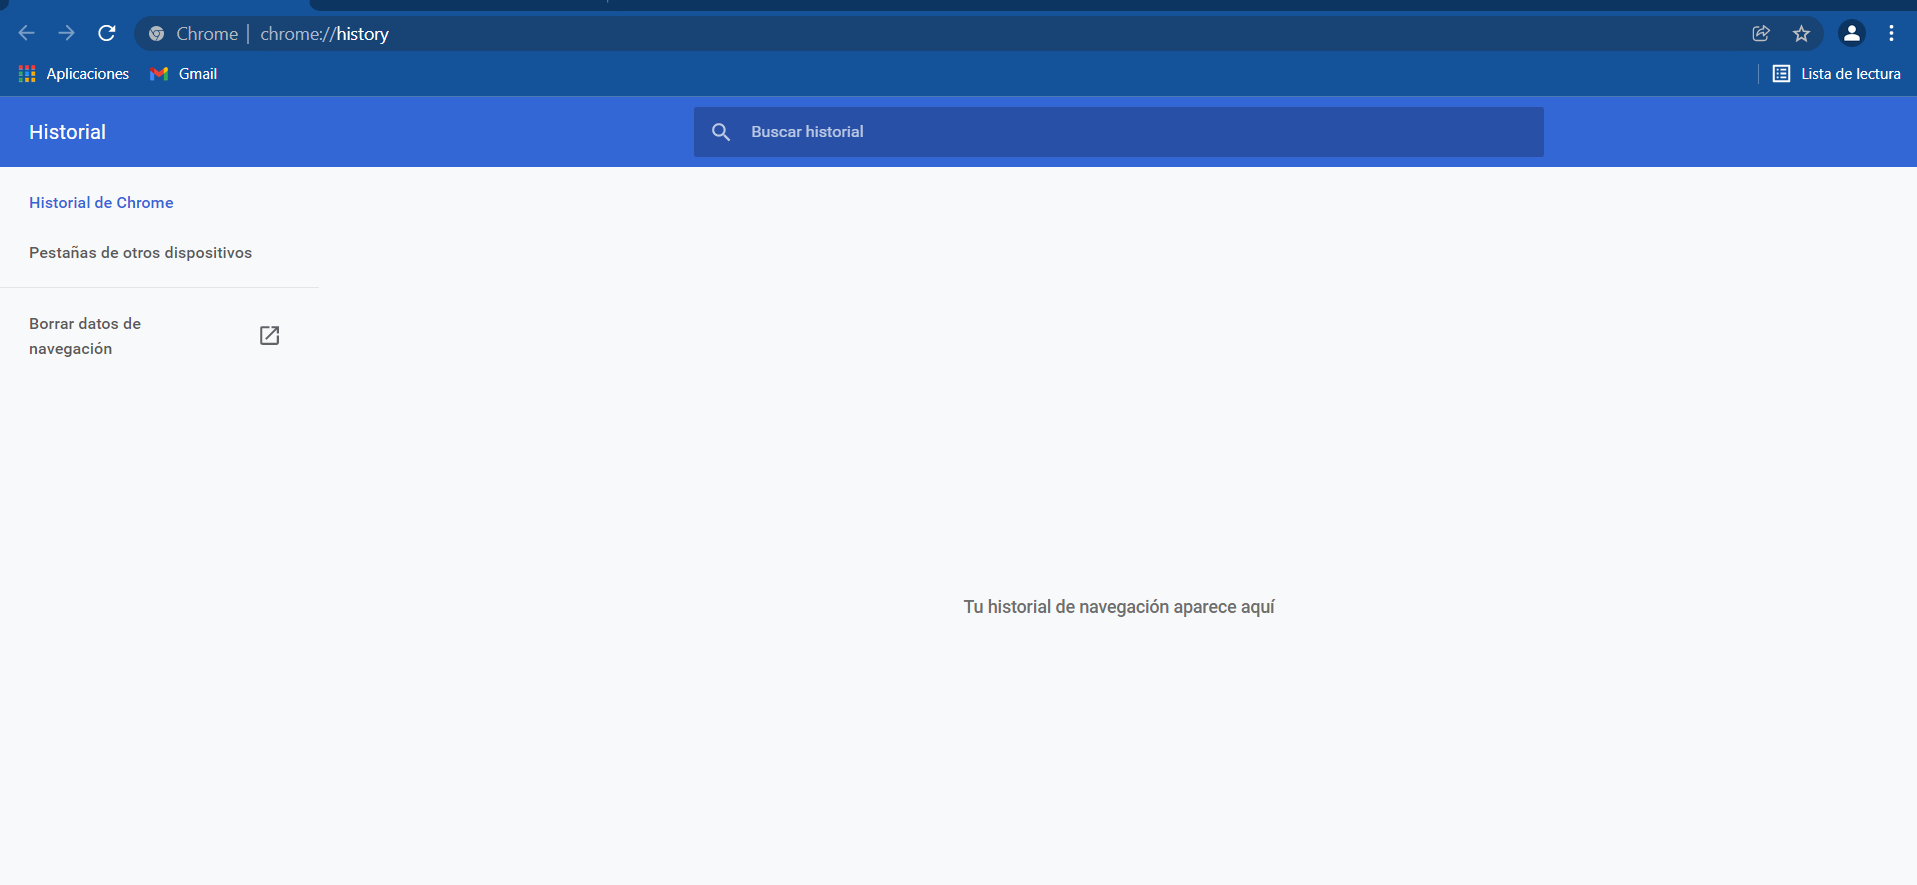 Chrome | chrome://history
Aplicaciones Gmail Lista de lectura
Historial Buscar historial
Historial de Chrome
Pestañas de otros dispositivos
Borrar datos de
navegación
Tu historial de navegación aparece aquí